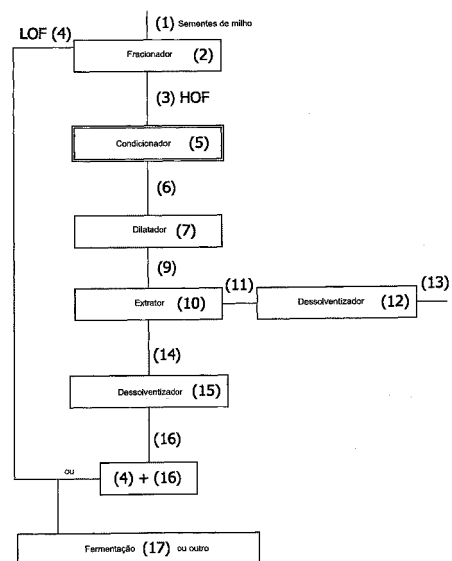 (1) Sementes de milho
LOF (4)
Fracionador (2)
(3) HOF
Condicionador (5)
(6)
Dilatador (7)
(9)
Extrator (10)
(11)
Dessolventizador (12)
(13)
(14)
Dessolventizador (15)
(16)
ou
(4) + (16)
Fermentação (17) ou outro